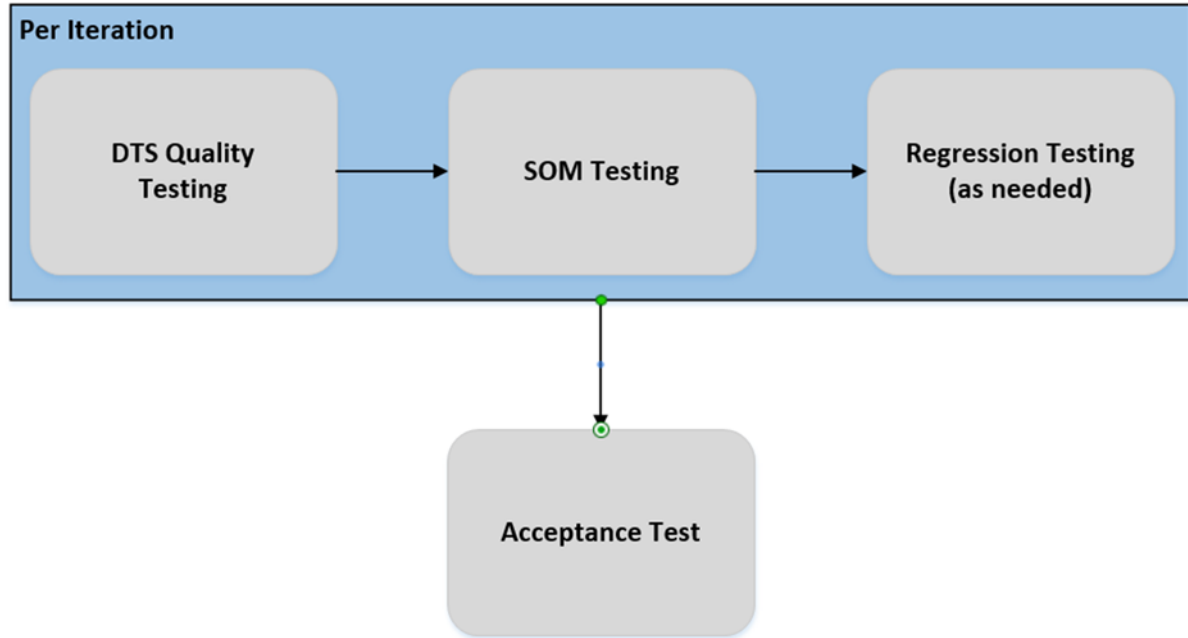 Per Iteration
DTS Quality
Testing
SOM Testing
Regression Testing
(as needed)
Acceptance Test